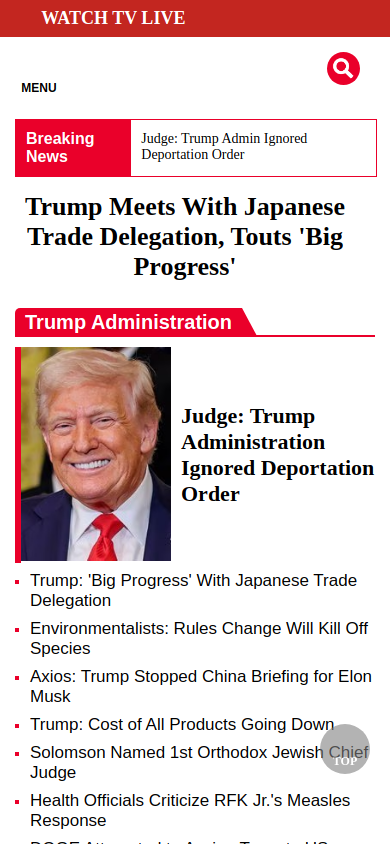 WATCH TV LIVE
MENU
Breaking
News
Judge: Trump Admin Ignored
Deportation Order
Trump Meets With Japanese
Trade Delegation, Touts 'Big
Progress'
Trump Administration
Judge: Trump
Administration
Ignored Deportation
Order
Trump: 'Big Progress' With Japanese Trade
Delegation
Environmentalists: Rules Change Will Kill Off
Species
Axios: Trump Stopped China Briefing for Elon
Musk
Trump: Cost of All Products Going Down
Solomson Named 1st Orthodox Jewish Chief
Judge
TOP
Health Officials Criticize RFK Jr.'s Measles
Response